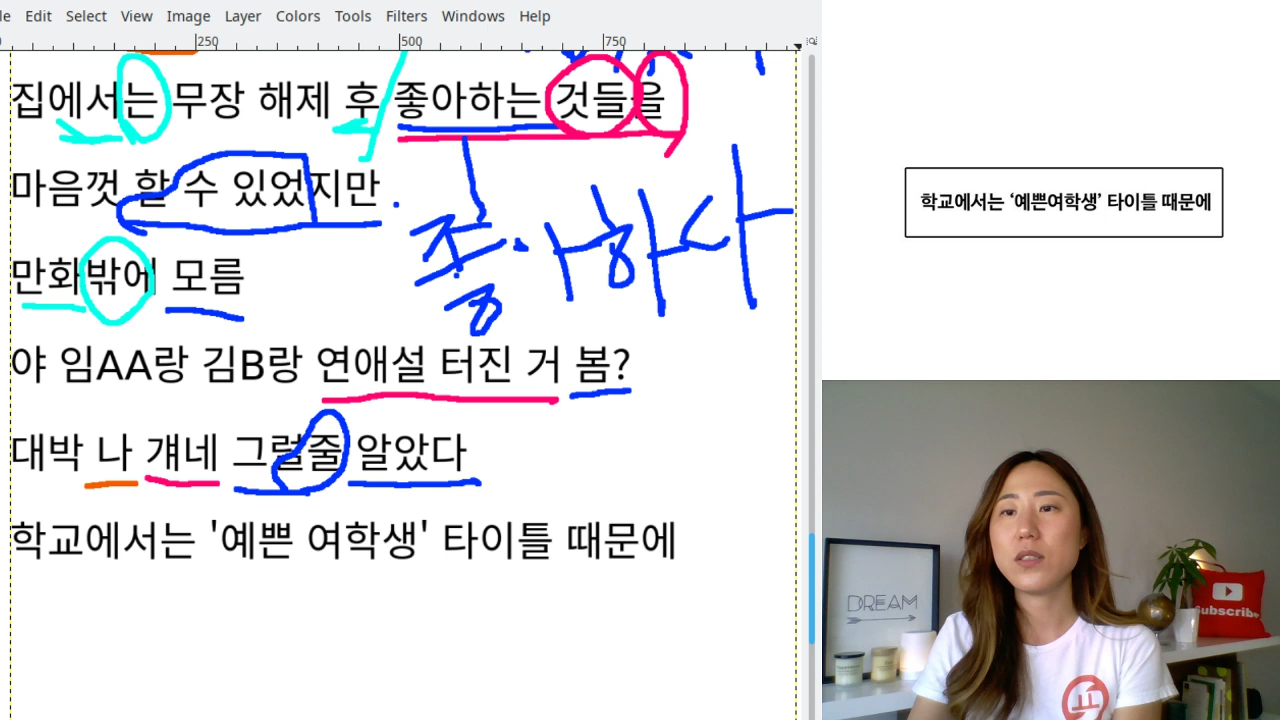 le Edit Select View Image Layer Colors Tools Filters Windows Help
0 250 500 750
집에서는 무장 해제 후 좋아하는 것들을
마음껏 할 수 있었지만
좋·아하다
만화밖에 모름
야 임AA랑 김B랑 연애설 터진 거 봄?
대박 나 걔네 그럴줄 알았다
학교에서는 '예쁜 여학생' 타이틀 때문에
학교에서는 ‘예쁜여학생’ 타이틀 때문에
DREAM
Subscribe